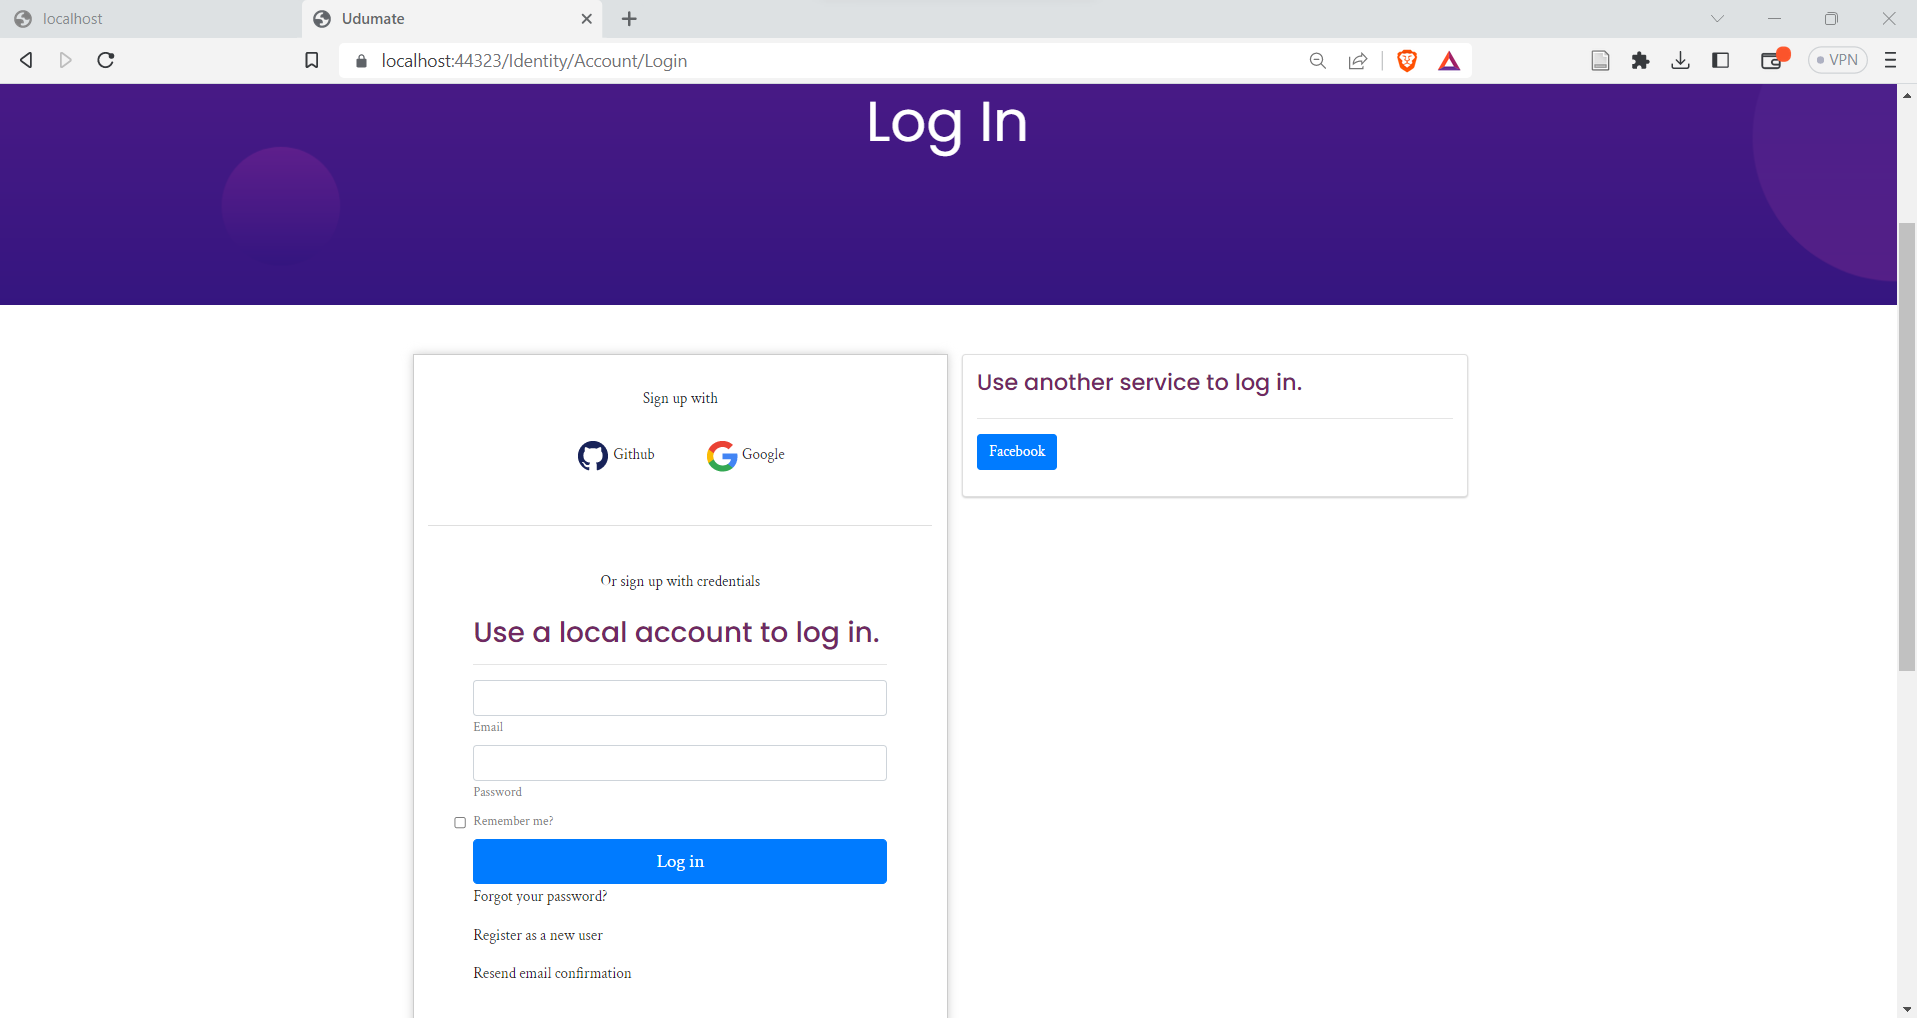 localhost
Udumate
localhost:44323/Identity/Account/Login
VPN
Log In
Sign up with
Github
Google
Or sign up with credentials
Use a local account to log in.
Email
Password
Remember me?
Log in
Forgot your password?
Register as a new user
Resend email confirmation
Use another service to log in.
Facebook